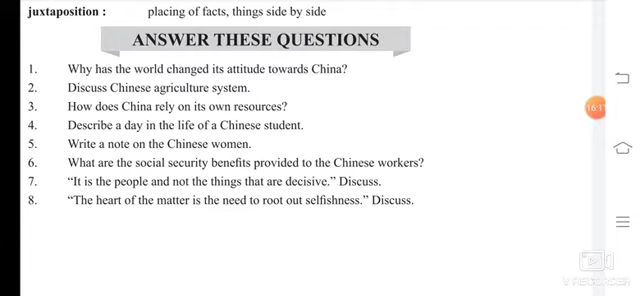 juxtaposition : placing of facts, things side by side
ANSWER THESE QUESTIONS
1. Why has the world changed its attitude towards China?
2. Discuss Chinese agriculture system.
3. How does China rely on its own resources?
4. Describe a day in the life of a Chinese student.
5. Write a note on the Chinese women.
6. What are the social security benefits provided to the Chinese workers?
7. “It is the people and not the things that are decisive.” Discuss.
8. “The heart of the matter is the need to root out selfishness.” Discuss.
V RECORDER